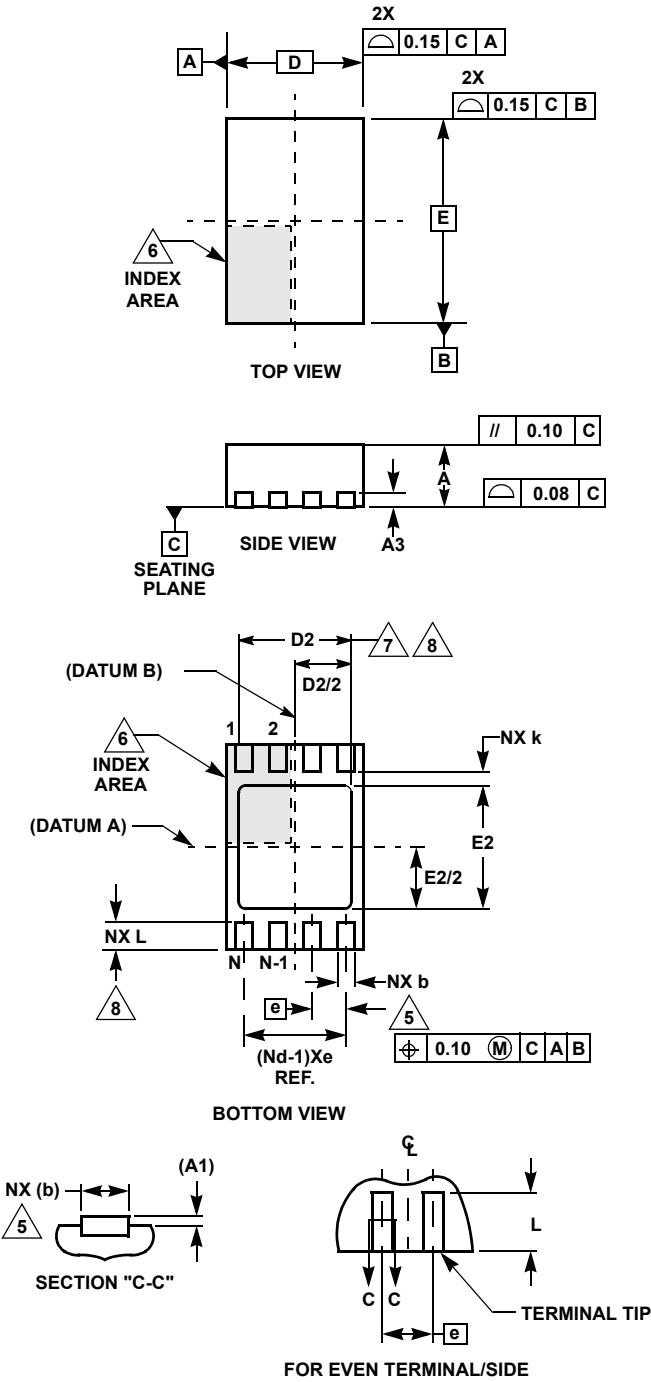 2X
⌓ 0.15 C A
A
D
2X
⌓ 0.15 C B
E
6
INDEX
AREA
B
TOP VIEW
// 0.10 C
A
⌓ 0.08 C
C
SIDE VIEW
A3
SEATING
PLANE
D2
7
8
(DATUM B)
D2/2
1
2
6
INDEX
AREA
NX k
(DATUM A)
E2
E2/2
NX L
N
N-1
NX b
8
e
5
(Nd-1)Xe
REF.
⌖ 0.10 Ⓜ C A B
BOTTOM VIEW
(A1)
NX (b)
5
SECTION "C-C"
℄
L
C
C
TERMINAL TIP
e
FOR EVEN TERMINAL/SIDE